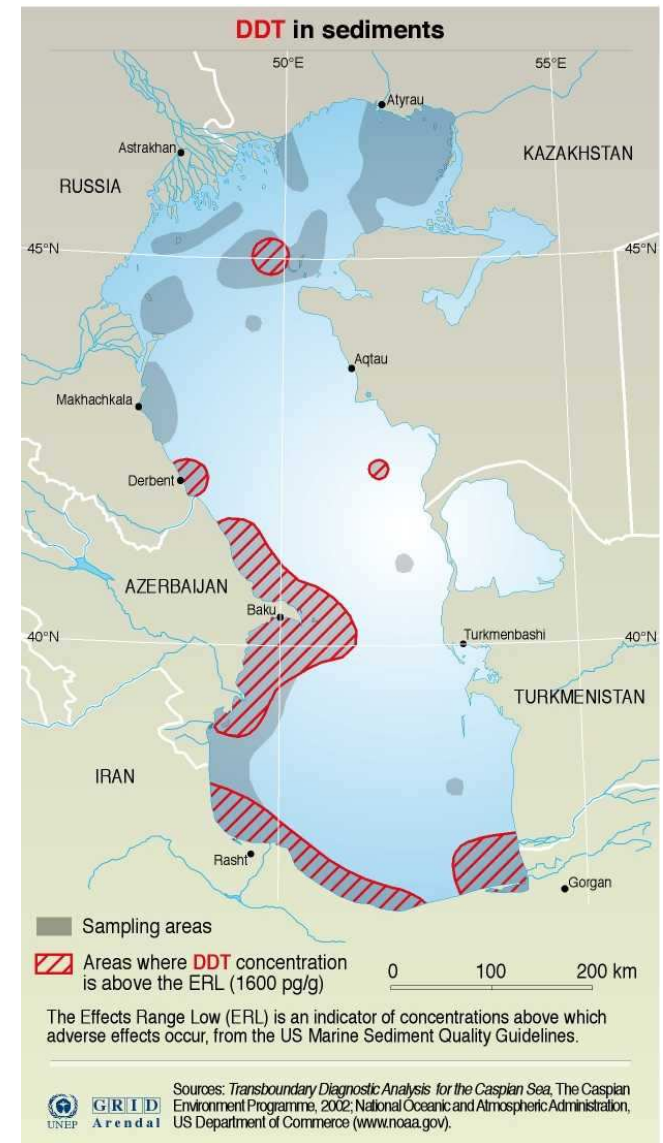 DDT in sediments
50°E
55°E
Atyrau
Astrakhan
KAZAKHSTAN
RUSSIA
45°N
45°N
Aqtau
Makhachkala
Derbent
AZERBAIJAN
Baku
40°N
Turkmenbashi
40°N
TURKMENISTAN
IRAN
Rasht
Gorgan
Sampling areas
Areas where DDT concentration
is above the ERL (1600 pg/g)
0 100 200 km
The Effects Range Low (ERL) is an indicator of concentrations above which
adverse effects occur, from the US Marine Sediment Quality Guidelines.
UNEP
GRID
Arendal
Sources: Transboundary Diagnostic Analysis for the Caspian Sea, The Caspian
Environment Programme, 2002; National Oceanic and Atmospheric Administration,
US Department of Commerce (www.noaa.gov).